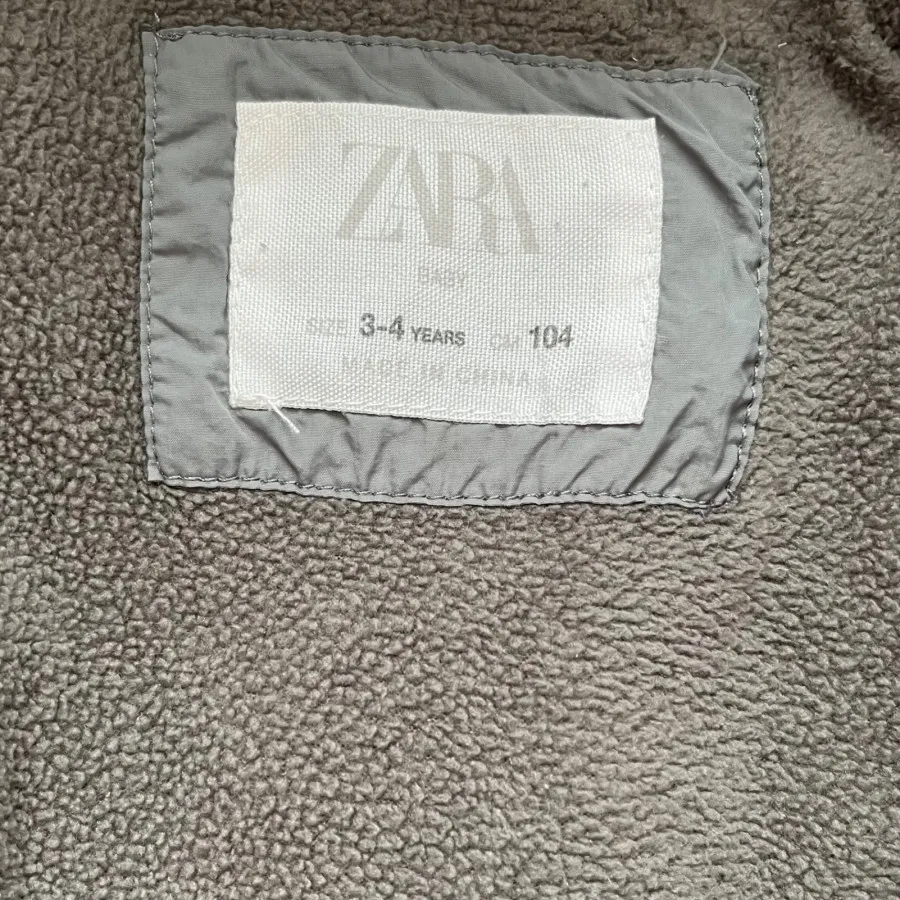 ZARA
BABY
SIZE 3-4 YEARS CM 104
MADE IN CHINA